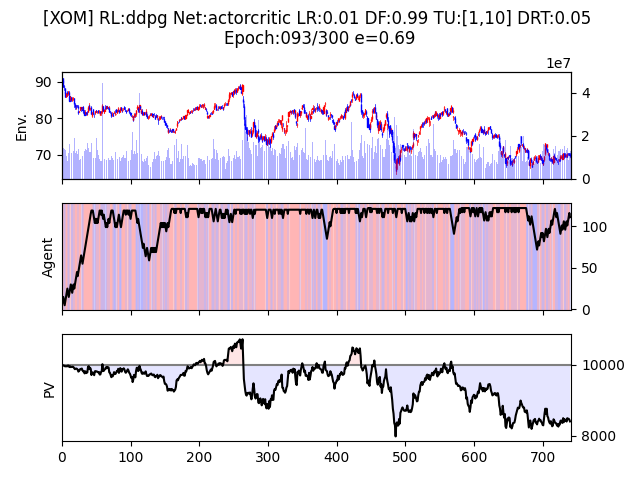 [XOM] RL:ddpg Net:actorcritic LR:0.01 DF:0.99 TU:[1,10] DRT:0.05
Epoch:093/300 e=0.69
1e7
90
80
70
Env.
4
2
0
Agent
100
50
0
PV
10000
8000
0 100 200 300 400 500 600 700